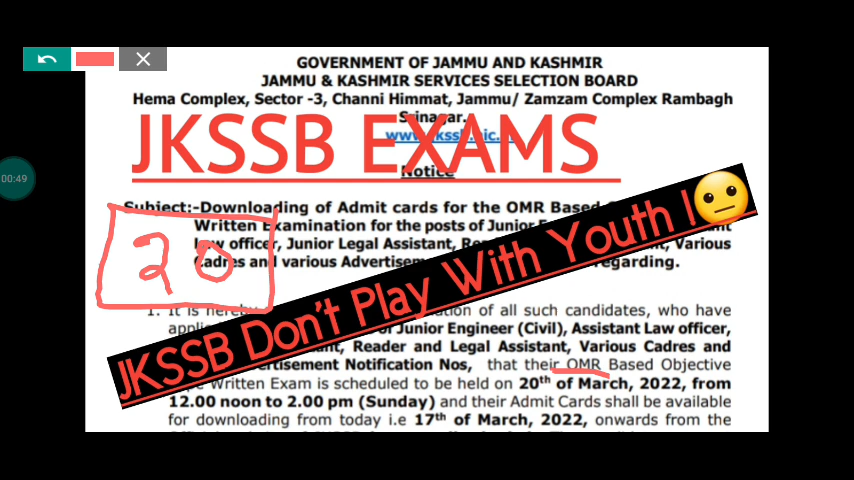 GOVERNMENT OF JAMMU AND KASHMIR
JAMMU & KASHMIR SERVICES SELECTION BOARD
Hema Complex, Sector -3, Channi Himmat, Jammu/ Zamzam Complex Rambagh
Srinagar.
JKSSB EXAMS
Notice
00:49
Subject:-Downloading of Admit cards for the OMR Based
Written Examination for the posts of Junior
law officer, Junior Legal Assistant, Various
Cadres and various regarding.
20
JKSSB Don't Play With Youth !
1. It is hereby of all such candidates, who have
of Junior Engineer (Civil), Assistant Law officer,
Reader and Legal Assistant, Various Cadres and
Notification Nos, that their OMR Based Objective
Written Exam is scheduled to be held on 20th of March, 2022, from
12.00 noon to 2.00 pm (Sunday) and their Admit Cards shall be available
for downloading from today i.e 17th of March, 2022, onwards from the